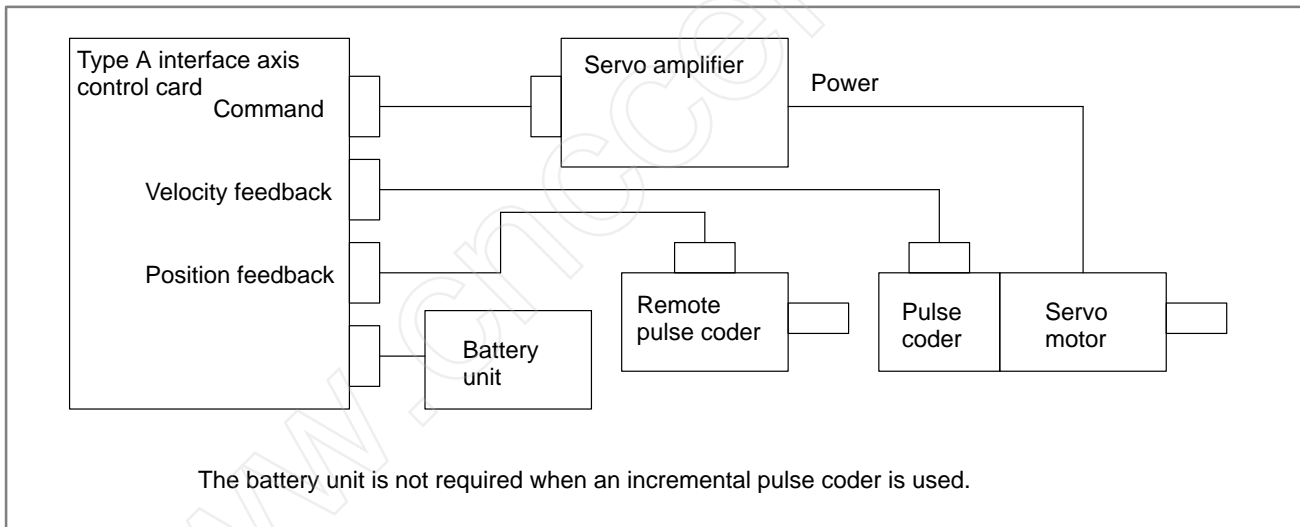 Type A interface axis
control card
Command
Velocity feedback
Position feedback
Servo amplifier
Power
Remote
pulse coder
Pulse
coder
Servo
motor
Battery
unit
The battery unit is not required when an incremental pulse coder is used.